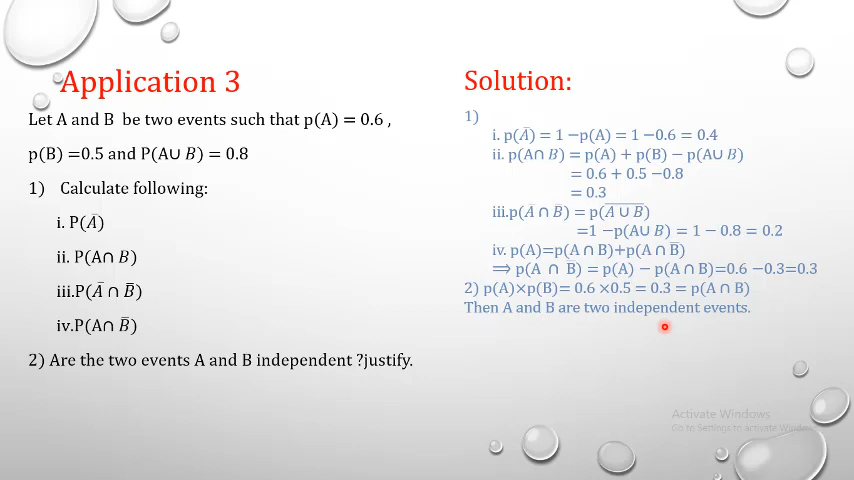 Application 3
Let A and B be two events such that p(A) = 0.6 ,
p(B) =0.5 and P(A∪ B) = 0.8
1) Calculate following:
i. P(Ā)
ii. P(A∩ B)
iii.P(Ā ∩ B̄)
iv.P(A∩ B̄)
2) Are the two events A and B independent ?justify.
Solution:
1)
i. p(Ā) = 1 −p(A) = 1 −0.6 = 0.4
ii. p(A∩ B) = p(A) + p(B) − p(A∪ B)
= 0.6 + 0.5 −0.8
= 0.3
iii.p(Ā ∩ B̄) = p(A̅ ̅∪̅ ̅B̅)
=1 −p(A∪ B) = 1 − 0.8 = 0.2
iv. p(A)=p(A ∩ B)+p(A ∩ B̄)
⟹ p(A ∩ B̄) = p(A) − p(A ∩ B)=0.6 −0.3=0.3
2) p(A)×p(B)= 0.6 ×0.5 = 0.3 = p(A ∩ B)
Then A and B are two independent events.
Activate Windows
Go to Settings to activate Windows.